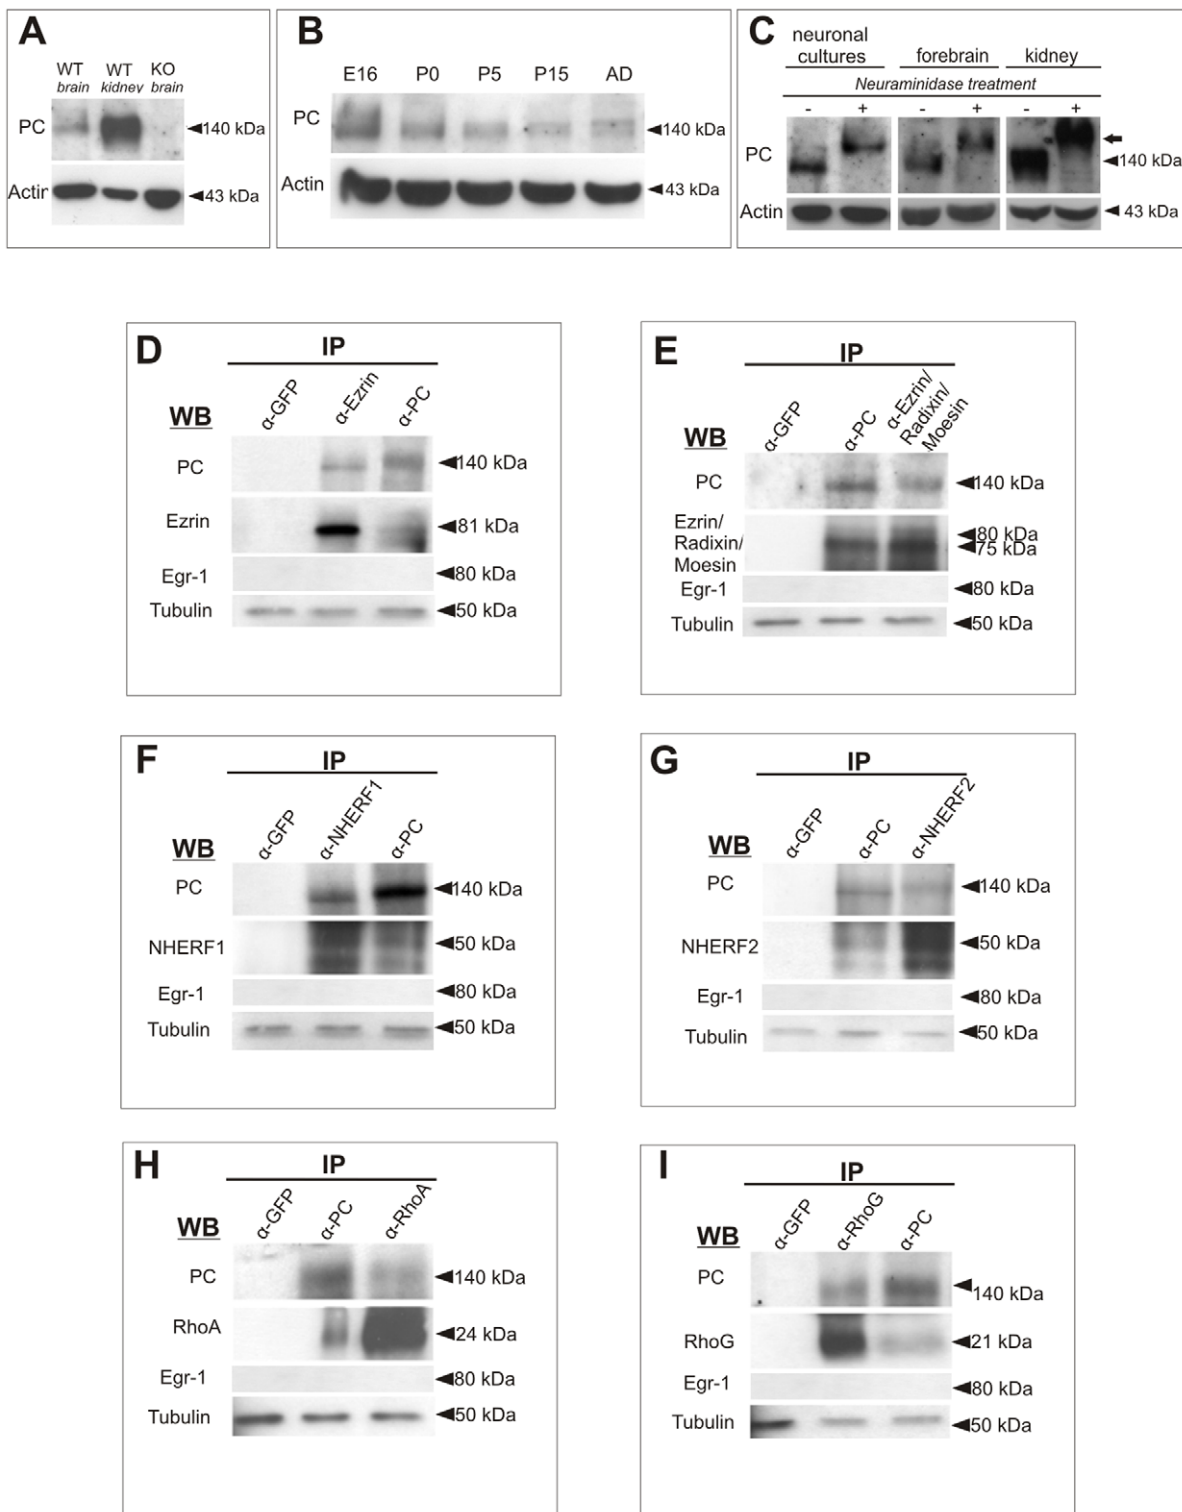 A
WT WT KO
brain kidney brain
PC 140 kDa
Actin 43 kDa
B
E16 P0 P5 P15 AD
PC 140 kDa
Actin 43 kDa
C
neuronal
cultures forebrain kidney
Neuraminidase treatment
- + - + - +
PC 140 kDa
Actin 43 kDa
D
IP
WB α-GFP α-Ezrin α-PC
PC 140 kDa
Ezrin 81 kDa
Egr-1 80 kDa
Tubulin 50 kDa
E
IP
WB α-GFP α-PC α-Ezrin/
Radixin/
Moesin
PC 140 kDa
Ezrin/
Radixin/
Moesin
80 kDa
75 kDa
Egr-1 80 kDa
Tubulin 50 kDa
F
IP
WB α-GFP α-NHERF1 α-PC
PC 140 kDa
NHERF1 50 kDa
Egr-1 80 kDa
Tubulin 50 kDa
G
IP
WB α-GFP α-PC α-NHERF2
PC 140 kDa
NHERF2 50 kDa
Egr-1 80 kDa
Tubulin 50 kDa
H
IP
WB α-GFP α-PC α-RhoA
PC 140 kDa
RhoA 24 kDa
Egr-1 80 kDa
Tubulin 50 kDa
I
IP
WB α-GFP α-RhoG α-PC
PC 140 kDa
RhoG 21 kDa
Egr-1 80 kDa
Tubulin 50 kDa